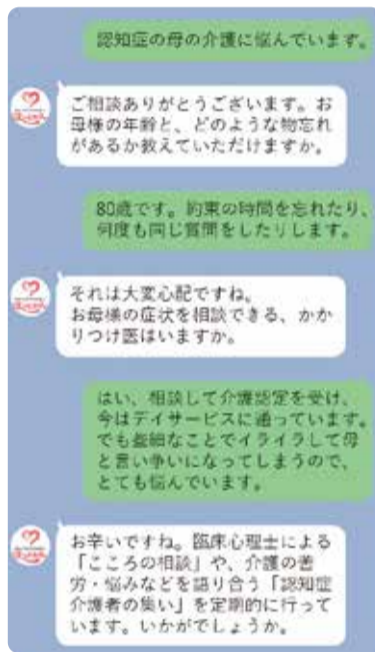 認知症の母の介護に悩んでいます。
ご相談ありがとうございます。お
母様の年齢と、どのような物忘れ
があるか教えていただけますか。
80歳です。約束の時間を忘れたり、
何度も同じ質問をしたりします。
それは大変心配ですね。
お母様の症状を相談できる、かか
りつけ医はいますか。
はい、相談して介護認定を受け、
今はデイサービスに通っています。
でも些細なことでイライラして母
と言い争いになってしまうので、
とても悩んでいます。
お辛いですね。臨床心理士による
「こころの相談」や、介護の苦
労・悩みなどを語り合う「認知症
介護者の集い」を定期的に行って
います。いかがでしょうか。